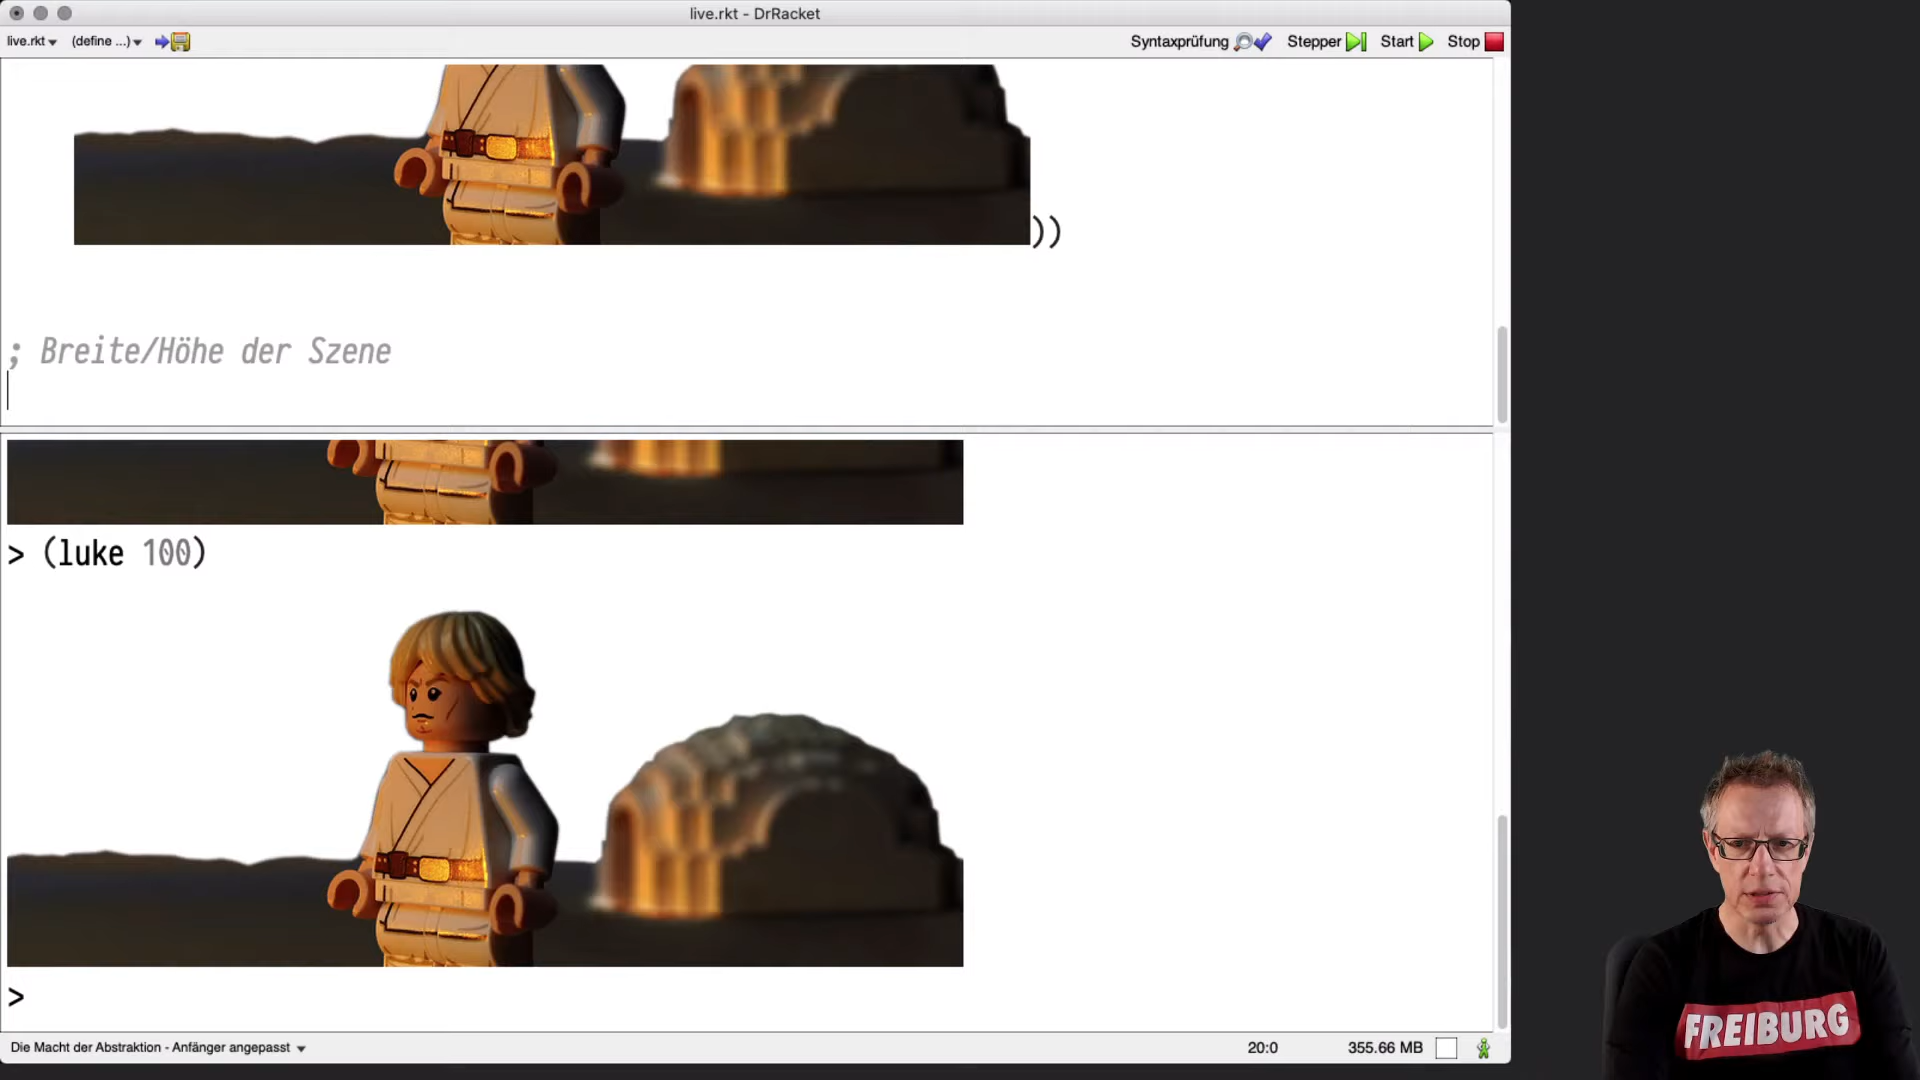 live.rkt - DrRacket
live.rkt (define ...) Syntaxprüfung Stepper Start Stop
))
; Breite/Höhe der Szene
> (luke 100)
>
FREIBURG
Die Macht der Abstraktion - Anfänger angepasst 20:0 355.66 MB